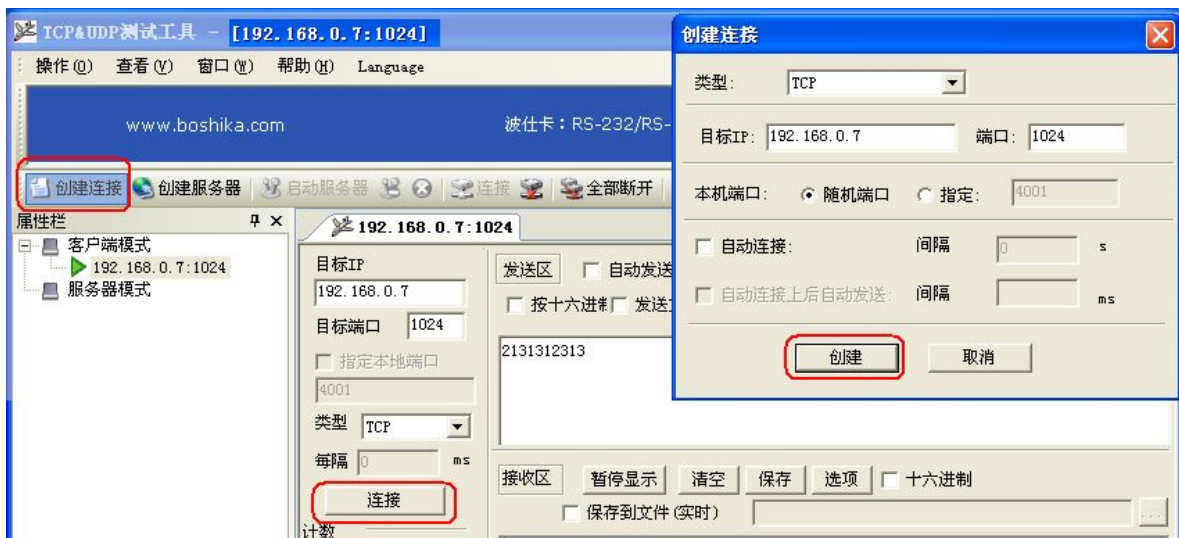 TCP&UDP测试工具 - [192.168.0.7:1024]
操作(O) 查看(V) 窗口(W) 帮助(H) Language
www.boshika.com 波仕卡：RS-232/RS-
创建连接 创建服务器 启动服务器 连接 全部断开
属性栏
客户端模式
192.168.0.7:1024
服务器模式
192.168.0.7:1024
目标IP
192.168.0.7
目标端口 1024
指定本地端口
4001
类型 TCP
每隔 0 ms
连接
计数
发送区 自动发送
按十六进制 发送
2131312313
接收区 暂停显示 清空 保存 选项 十六进制
保存到文件(实时) ...
创建连接
类型: TCP
目标IP: 192.168.0.7 端口: 1024
本机端口: 随机端口 指定: 4001
自动连接: 间隔 0 s
自动连接上后自动发送: 间隔 ms
创建 取消